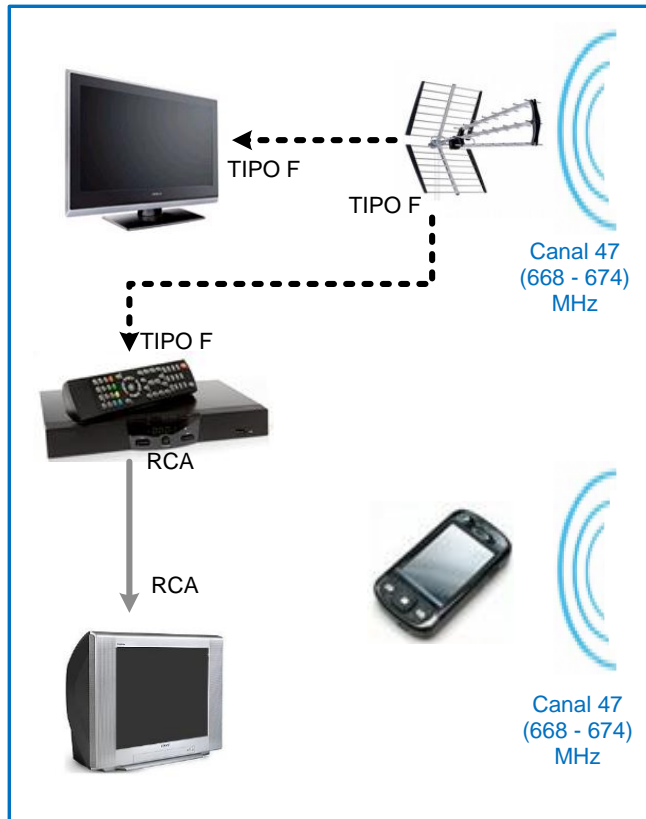 TIPO F
TIPO F
Canal 47
(668 - 674)
MHz
TIPO F
RCA
RCA
Canal 47
(668 - 674)
MHz